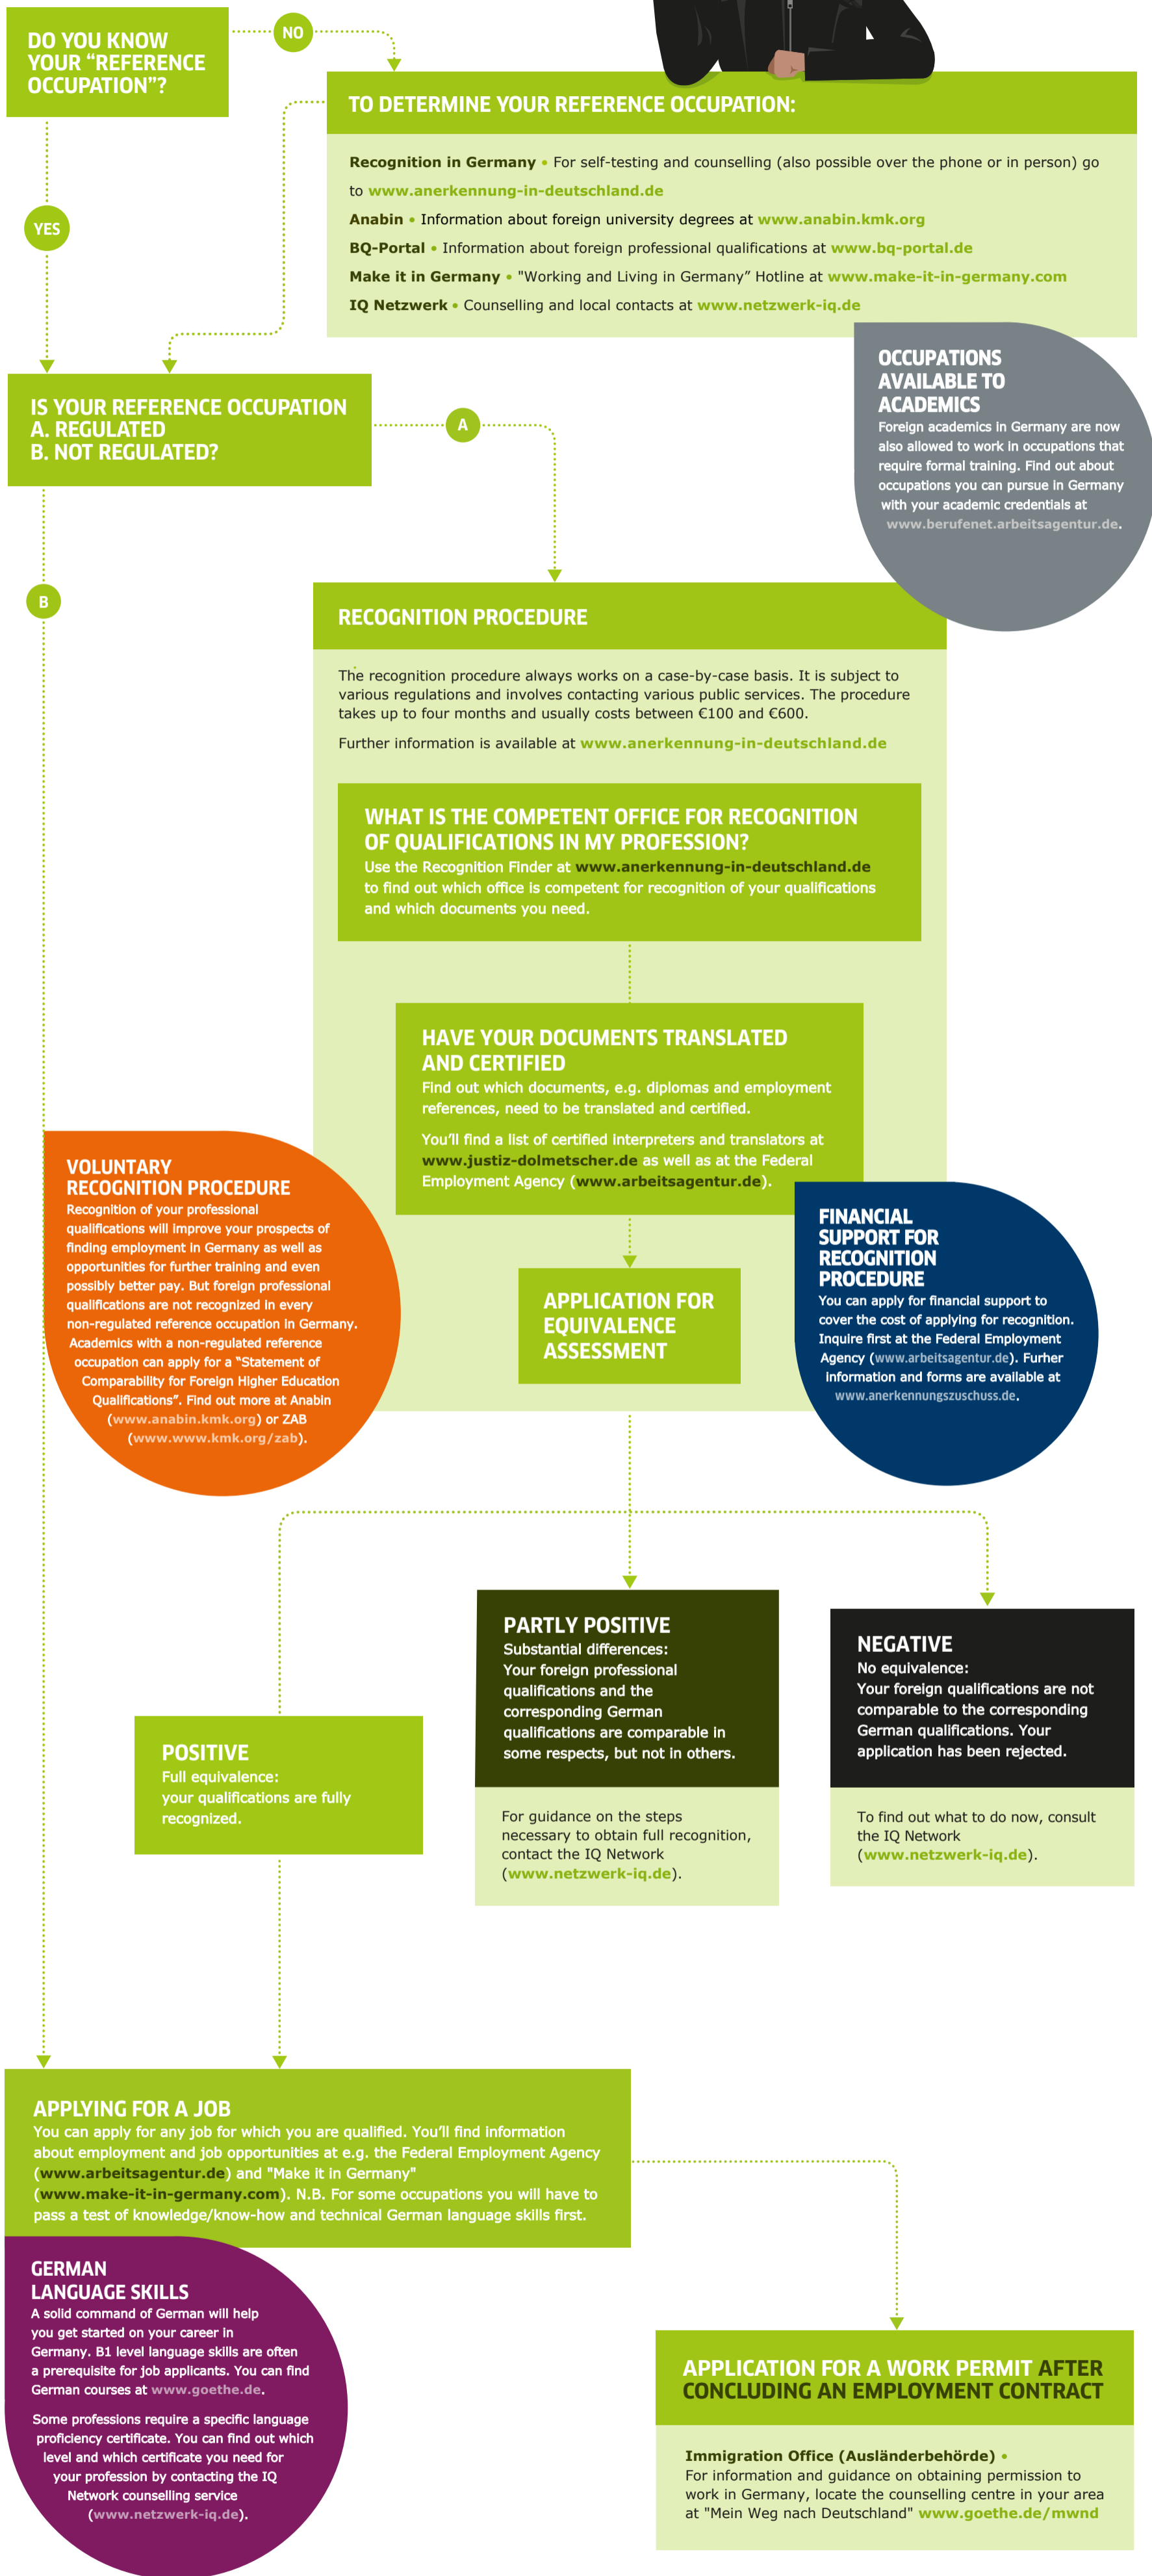 DO YOU KNOW
YOUR “REFERENCE
OCCUPATION”?
NO
YES
TO DETERMINE YOUR REFERENCE OCCUPATION:
Recognition in Germany • For self-testing and counselling (also possible over the phone or in person) go
to www.anerkennung-in-deutschland.de
Anabin • Information about foreign university degrees at www.anabin.kmk.org
BQ-Portal • Information about foreign professional qualifications at www.bq-portal.de
Make it in Germany • "Working and Living in Germany” Hotline at www.make-it-in-germany.com
IQ Netzwerk • Counselling and local contacts at www.netzwerk-iq.de
OCCUPATIONS
AVAILABLE TO
ACADEMICS
Foreign academics in Germany are now
also allowed to work in occupations that
require formal training. Find out about
occupations you can pursue in Germany
with your academic credentials at
www.berufenet.arbeitsagentur.de.
IS YOUR REFERENCE OCCUPATION
A. REGULATED
B. NOT REGULATED?
A
B
RECOGNITION PROCEDURE
The recognition procedure always works on a case-by-case basis. It is subject to
various regulations and involves contacting various public services. The procedure
takes up to four months and usually costs between €100 and €600.
Further information is available at www.anerkennung-in-deutschland.de
WHAT IS THE COMPETENT OFFICE FOR RECOGNITION
OF QUALIFICATIONS IN MY PROFESSION?
Use the Recognition Finder at www.anerkennung-in-deutschland.de
to find out which office is competent for recognition of your qualifications
and which documents you need.
HAVE YOUR DOCUMENTS TRANSLATED
AND CERTIFIED
Find out which documents, e.g. diplomas and employment
references, need to be translated and certified.
You’ll find a list of certified interpreters and translators at
www.justiz-dolmetscher.de as well as at the Federal
Employment Agency (www.arbeitsagentur.de).
VOLUNTARY
RECOGNITION PROCEDURE
Recognition of your professional
qualifications will improve your prospects of
finding employment in Germany as well as
opportunities for further training and even
possibly better pay. But foreign professional
qualifications are not recognized in every
non-regulated reference occupation in Germany.
Academics with a non-regulated reference
occupation can apply for a “Statement of
Comparability for Foreign Higher Education
Qualifications”. Find out more at Anabin
(www.anabin.kmk.org) or ZAB
(www.www.kmk.org/zab).
FINANCIAL
SUPPORT FOR
RECOGNITION
PROCEDURE
You can apply for financial support to
cover the cost of applying for recognition.
Inquire first at the Federal Employment
Agency (www.arbeitsagentur.de). Furher
information and forms are available at
www.anerkennungszuschuss.de.
APPLICATION FOR
EQUIVALENCE
ASSESSMENT
POSITIVE
Full equivalence:
your qualifications are fully
recognized.
PARTLY POSITIVE
Substantial differences:
Your foreign professional
qualifications and the
corresponding German
qualifications are comparable in
some respects, but not in others.
For guidance on the steps
necessary to obtain full recognition,
contact the IQ Network
(www.netzwerk-iq.de).
NEGATIVE
No equivalence:
Your foreign qualifications are not
comparable to the corresponding
German qualifications. Your
application has been rejected.
To find out what to do now, consult
the IQ Network
(www.netzwerk-iq.de).
APPLYING FOR A JOB
You can apply for any job for which you are qualified. You’ll find information
about employment and job opportunities at e.g. the Federal Employment Agency
(www.arbeitsagentur.de) and "Make it in Germany"
(www.make-it-in-germany.com). N.B. For some occupations you will have to
pass a test of knowledge/know-how and technical German language skills first.
GERMAN
LANGUAGE SKILLS
A solid command of German will help
you get started on your career in
Germany. B1 level language skills are often
a prerequisite for job applicants. You can find
German courses at www.goethe.de.
Some professions require a specific language
proficiency certificate. You can find out which
level and which certificate you need for
your profession by contacting the IQ
Network counselling service
(www.netzwerk-iq.de).
APPLICATION FOR A WORK PERMIT AFTER
CONCLUDING AN EMPLOYMENT CONTRACT
Immigration Office (Ausländerbehörde) •
For information and guidance on obtaining permission to
work in Germany, locate the counselling centre in your area
at "Mein Weg nach Deutschland" www.goethe.de/mwnd